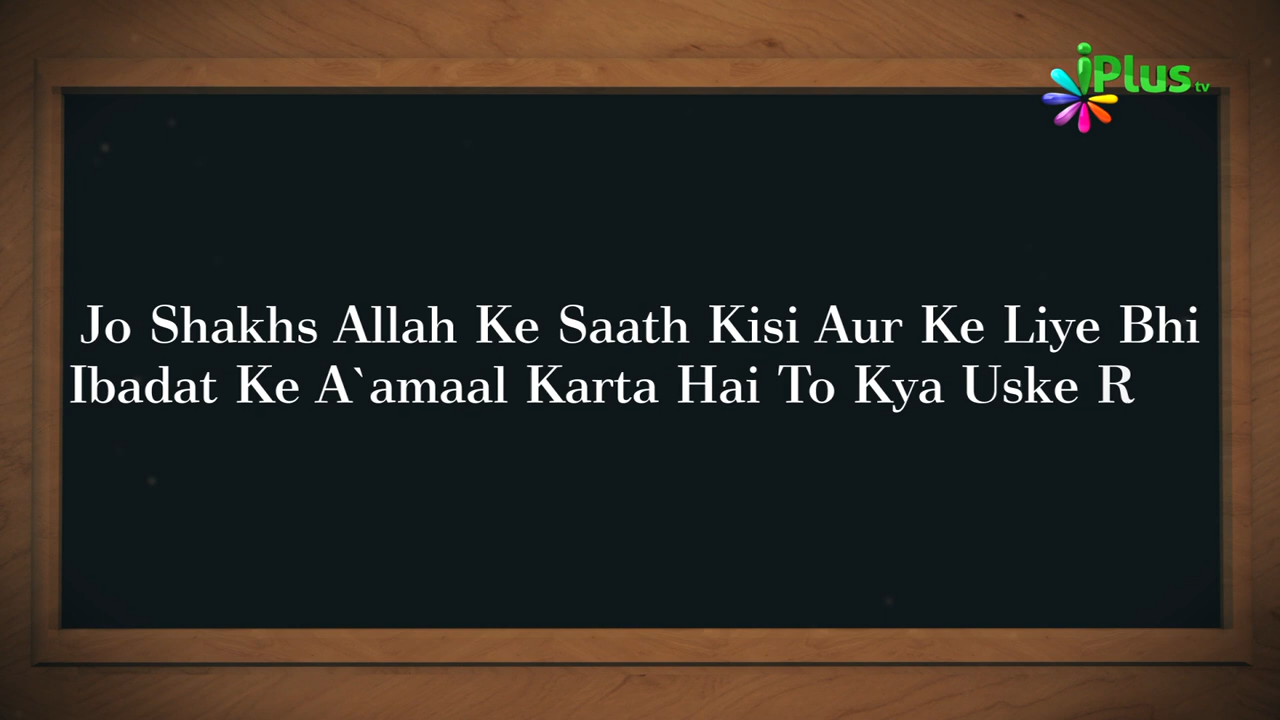 iPlus tv
Jo Shakhs Allah Ke Saath Kisi Aur Ke Liye Bhi
Ibadat Ke A`amaal Karta Hai To Kya Uske R